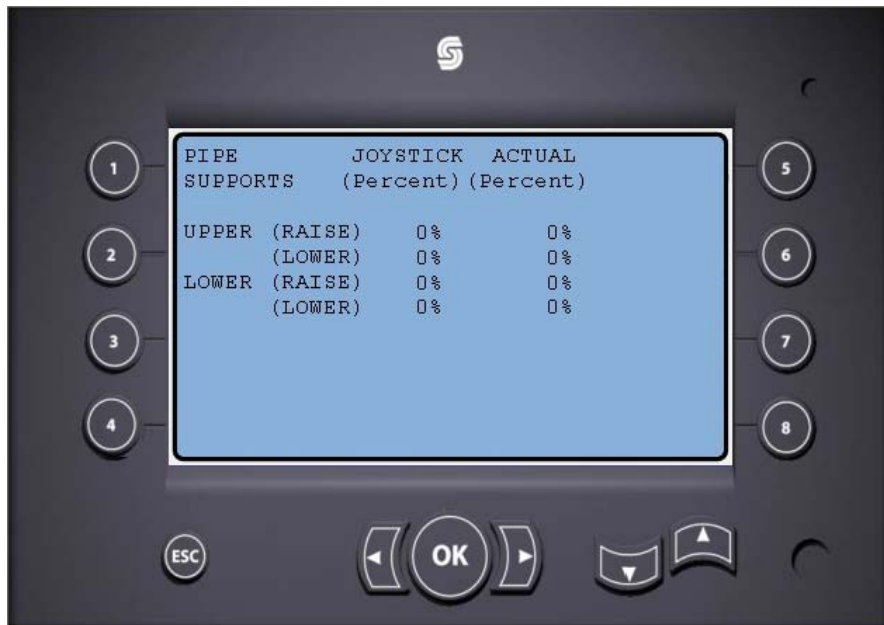 PIPE JOYSTICK ACTUAL
SUPPORTS (Percent) (Percent)
UPPER (RAISE) 0% 0%
(LOWER) 0% 0%
LOWER (RAISE) 0% 0%
(LOWER) 0% 0%
1
2
3
4
5
6
7
8
ESC
OK